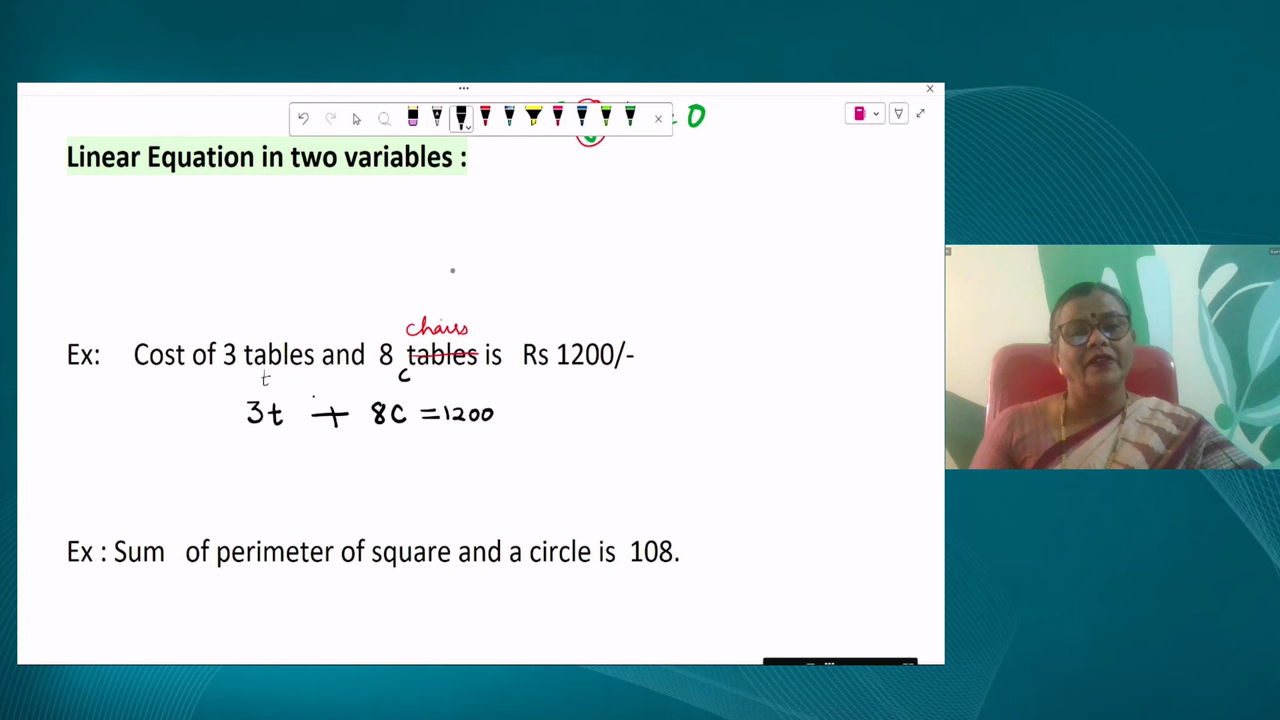 0
Linear Equation in two variables :
chairs
Ex: Cost of 3 tables and 8 tables is Rs 1200/-
t c
3t + 8c =1200
Ex : Sum of perimeter of square and a circle is 108.